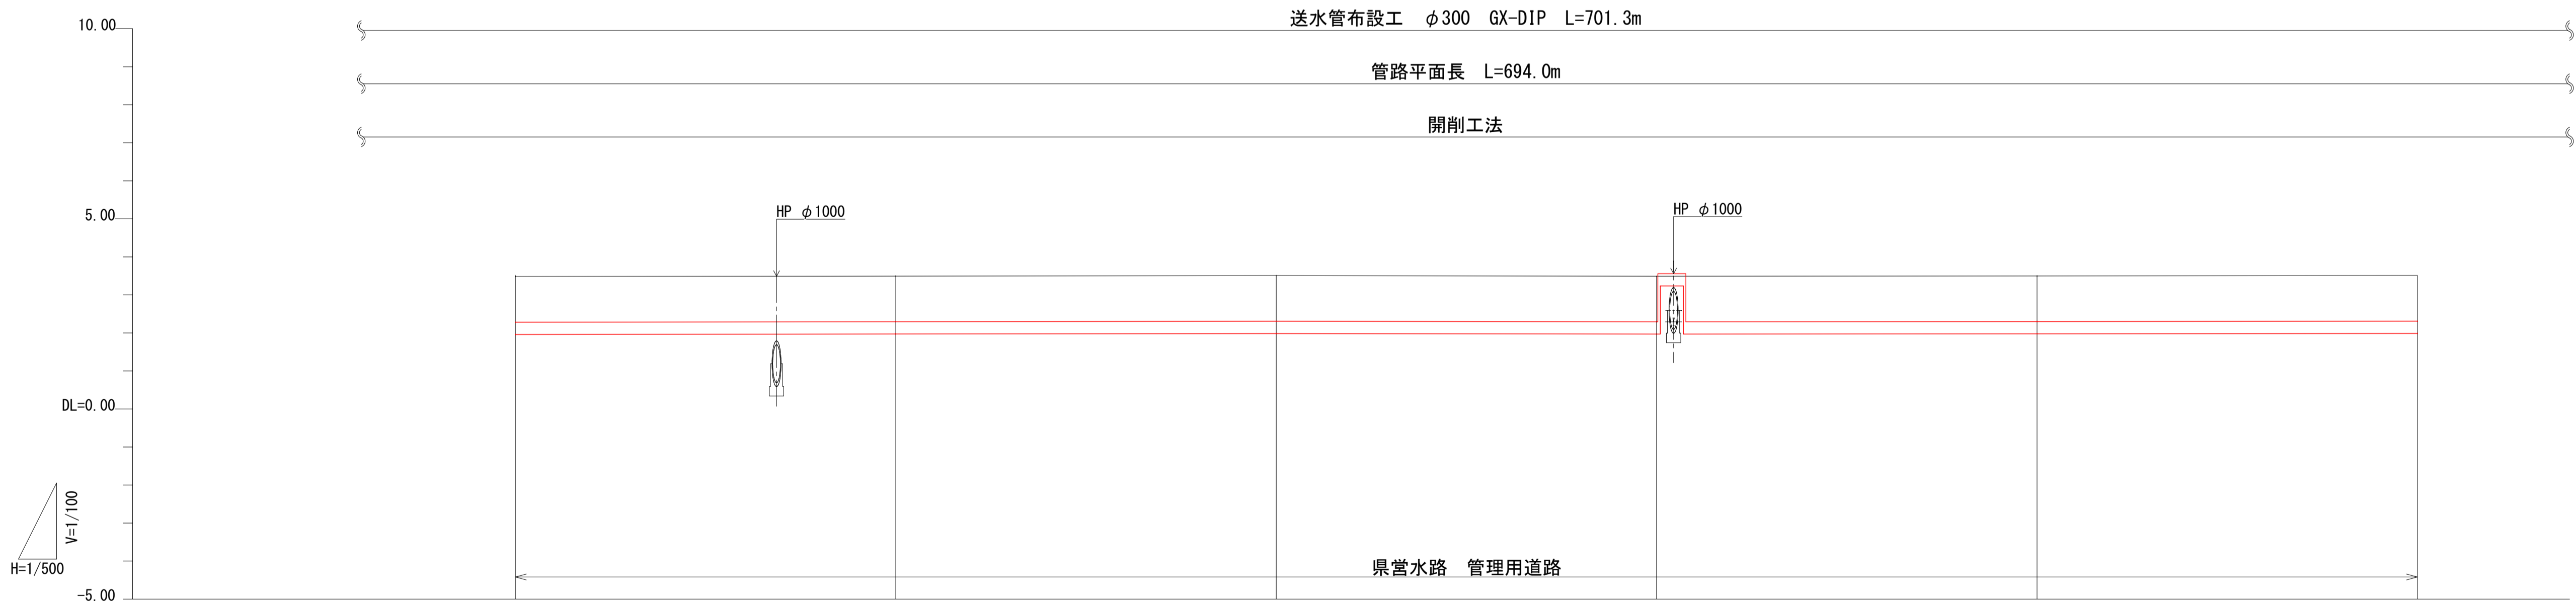 送水管布設工 φ300 GX-DIP L=701.3m
10.00
管路平面長 L=694.0m
開削工法
HP φ1000
HP φ1000
5.00
DL=0.00
V=1/100
H=1/500
県営水路 管理用道路
-5.00